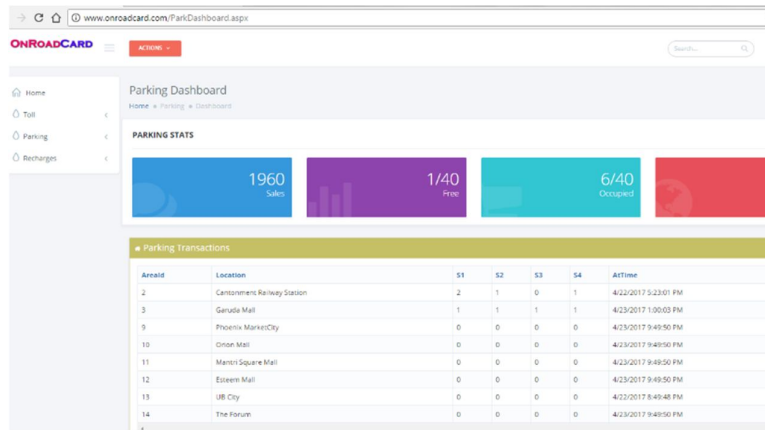 www.onroadcard.com/ParkDashboard.aspx
ONROADCARD
ACTIONS
Search...
Home
Toll
Parking
Recharges
Parking Dashboard
Home Parking Dashboard
PARKING STATS
1960
Sales
1/40
Free
6/40
Occupied
Parking Transactions
AreaId Location S1 S2 S3 S4 AtTime
2 Cantonment Railway Station 2 1 0 1 4/22/2017 5:23:01 PM
3 Garuda Mall 1 1 1 1 4/23/2017 1:00:03 PM
9 Phoenix MarketCity 0 0 0 0 4/23/2017 9:49:50 PM
10 Orion Mall 0 0 0 0 4/23/2017 9:49:50 PM
11 Mantri Square Mall 0 0 0 0 4/23/2017 9:49:50 PM
12 Esteem Mall 0 0 0 0 4/23/2017 9:49:50 PM
13 UB City 0 0 0 0 4/22/2017 8:49:48 PM
14 The Forum 0 0 0 0 4/23/2017 9:49:50 PM